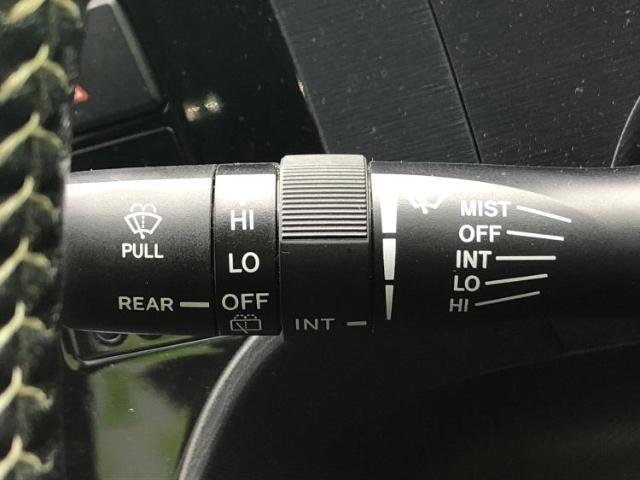 PULL
REAR
HI
LO
OFF
INT
MIST
OFF
INT
LO
HI